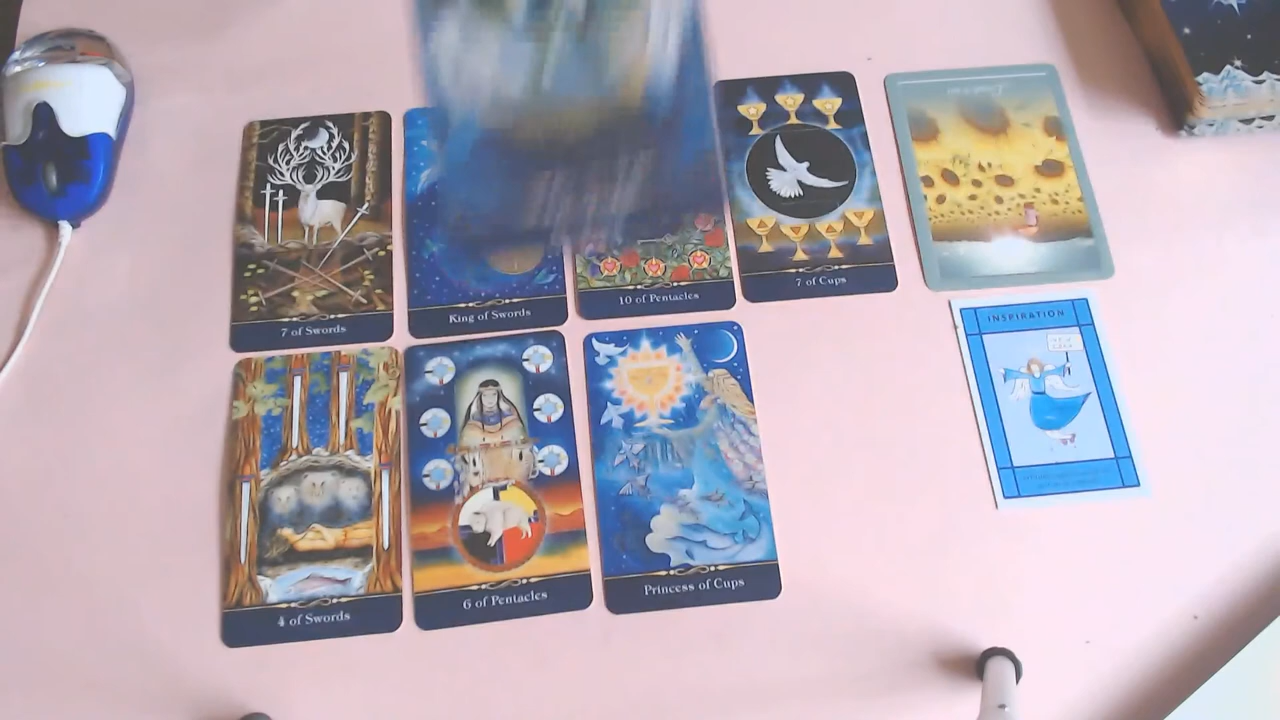 7 of Swords
King of Swords
10 of Pentacles
7 of Cups
INSPIRATION
4 of Swords
6 of Pentacles
Princess of Cups